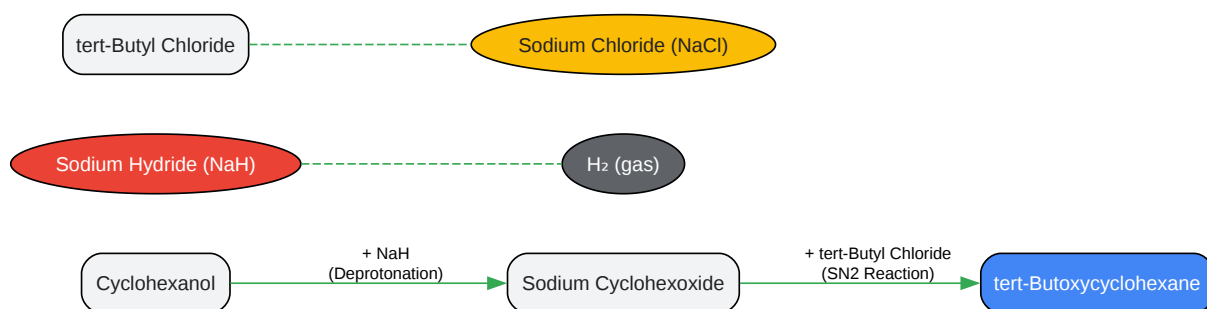 tert-Butyl Chloride
Sodium Chloride (NaCl)
Sodium Hydride (NaH)
H₂ (gas)
Cyclohexanol
+ NaH
(Deprotonation)
Sodium Cyclohexoxide
+ tert-Butyl Chloride
(SN2 Reaction)
tert-Butoxycyclohexane